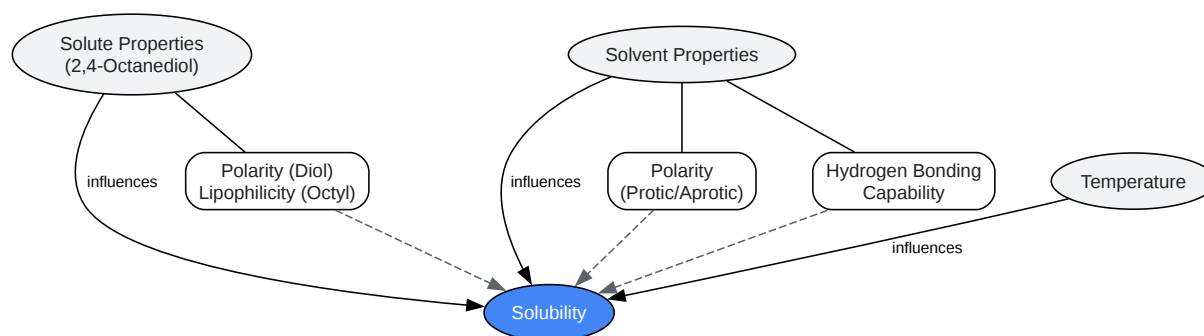 Solute Properties
(2,4-Octanediol)
Solvent Properties
influences
Polarity (Diol)
Lipophilicity (Octyl)
influences
Polarity
(Protic/Aprotic)
Hydrogen Bonding
Capability
Temperature
influences
Solubility